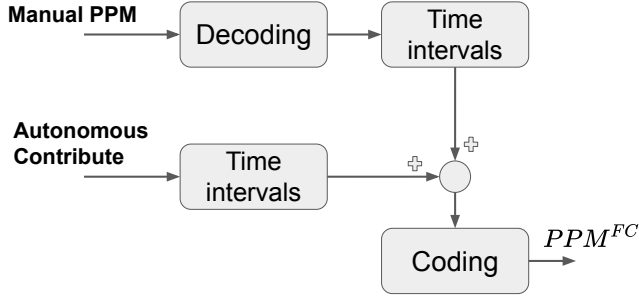 Manual PPM
Decoding
Time
intervals
Autonomous
Contribute
Time
intervals
Coding
PPM^{FC}